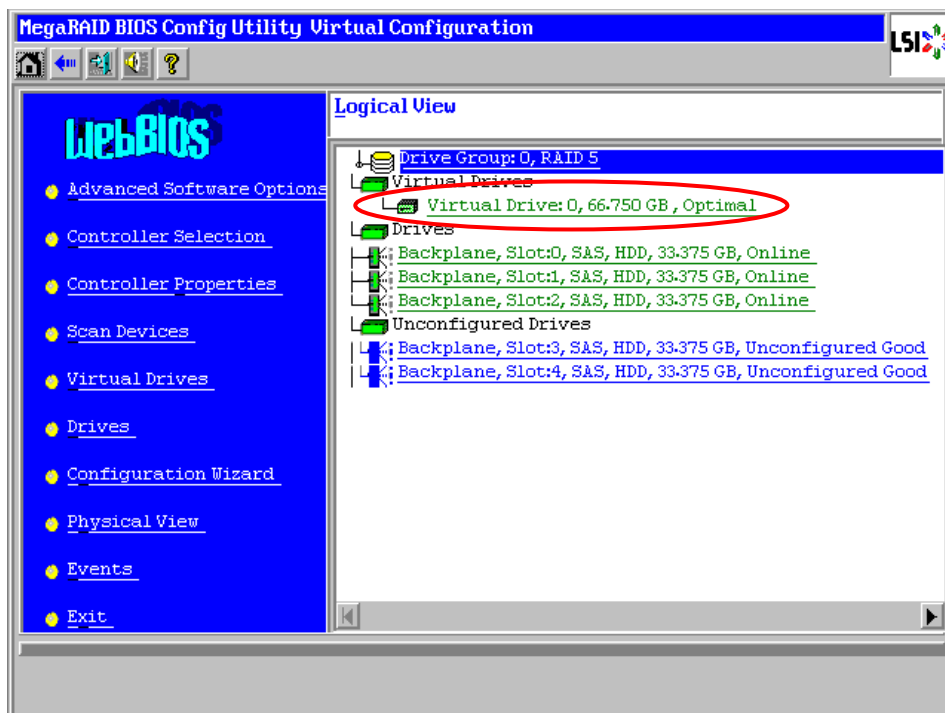 MegaRAID BIOS Config Utility Virtual Configuration
LSI
?
WebBIOS
Advanced Software Options
Controller Selection
Controller Properties
Scan Devices
Virtual Drives
Drives
Configuration Wizard
Physical View
Events
Exit
Logical View
Drive Group: 0, RAID 5
Virtual Drives
Virtual Drive: 0, 66.750 GB , Optimal
Drives
Backplane, Slot:0, SAS, HDD, 33.375 GB, Online
Backplane, Slot:1, SAS, HDD, 33.375 GB, Online
Backplane, Slot:2, SAS, HDD, 33.375 GB, Online
Unconfigured Drives
Backplane, Slot:3, SAS, HDD, 33.375 GB, Unconfigured Good
Backplane, Slot:4, SAS, HDD, 33.375 GB, Unconfigured Good